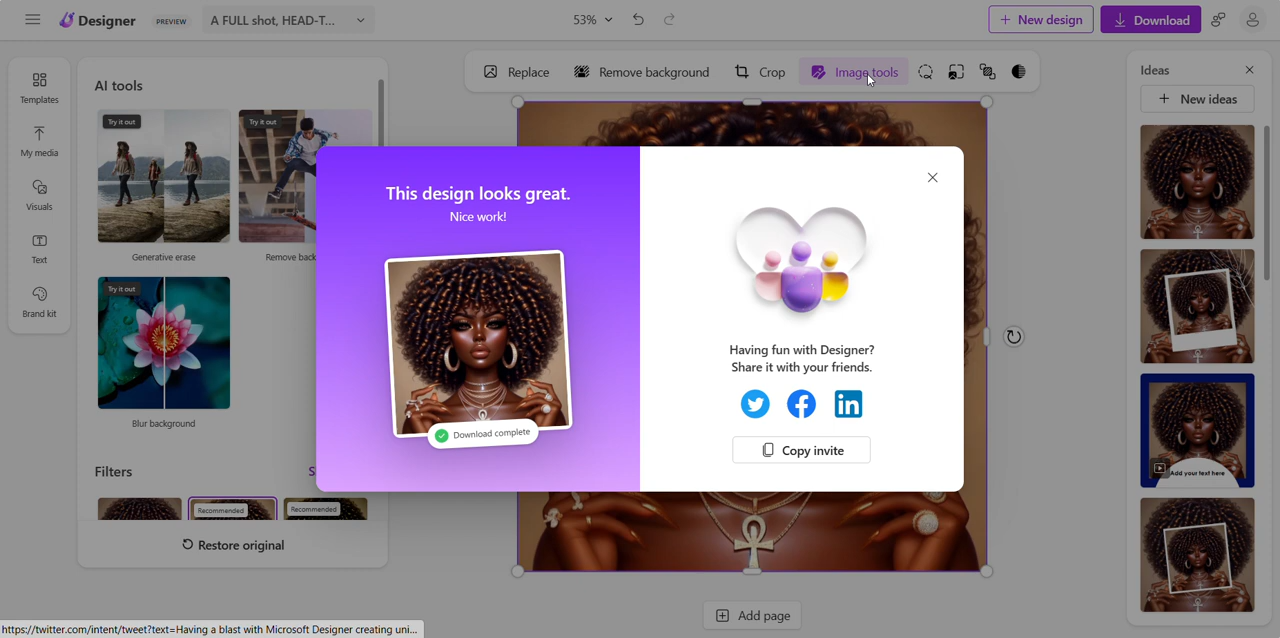 Designer
PREVIEW
A FULL shot, HEAD-T...
53%
New design
Download
Templates
My media
Visuals
Text
Brand kit
AI tools
Try it out
Try it out
Generative erase
Remove back
Try it out
Blur background
Filters
S
Recommended
Recommended
Restore original
Replace
Remove background
Crop
Image tools
This design looks great.
Nice work!
Download complete
Having fun with Designer?
Share it with your friends.
Copy invite
Add page
Ideas
New ideas
Add your text here
https://twitter.com/intent/tweet?text=Having a blast with Microsoft Designer creating uni...